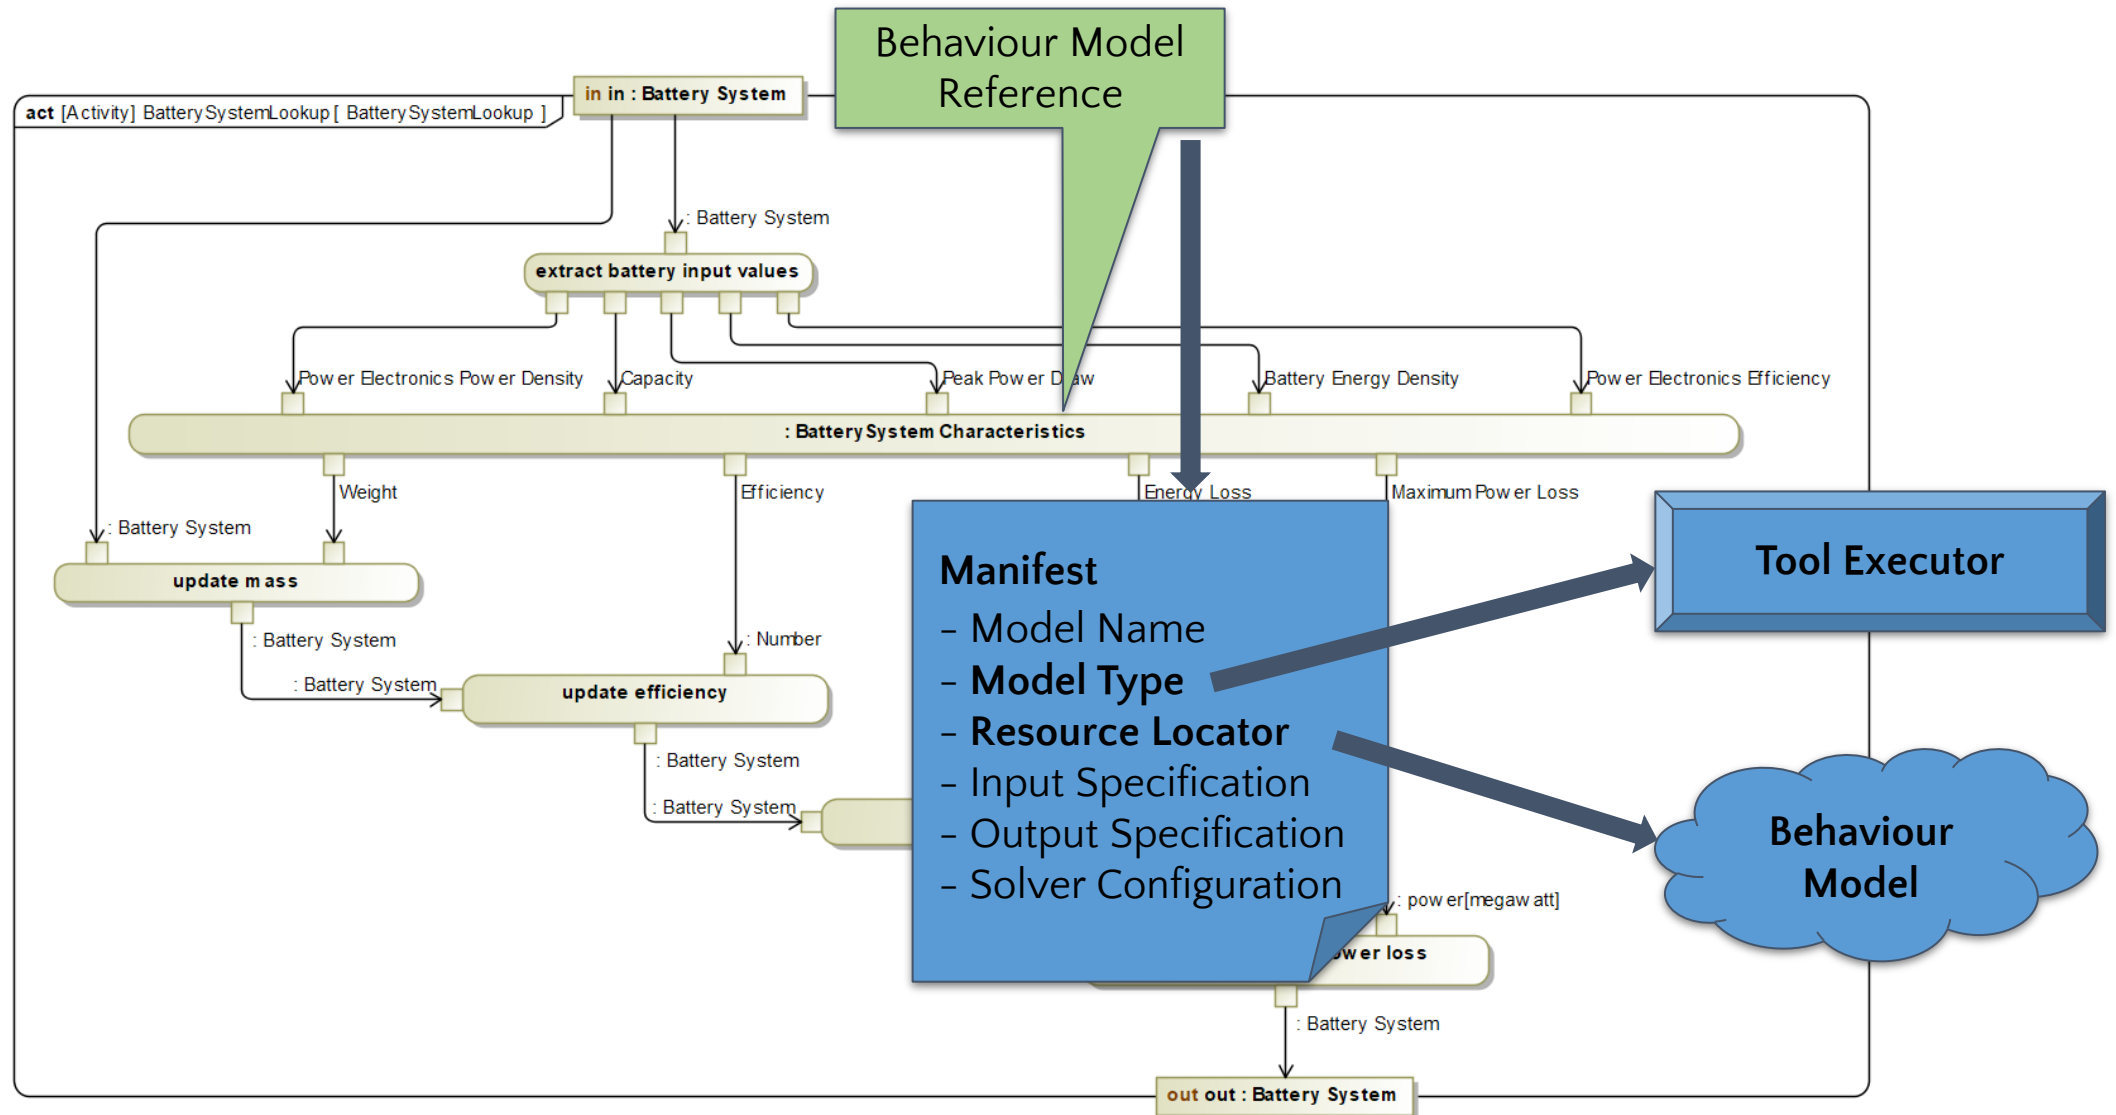 Behaviour Model
Reference
in in : Battery System
act [Activity] BatterySystemLookup [ BatterySystemLookup ]
: Battery System
extract battery input values
Power Electronics Power Density
Capacity
Peak Power
Battery Energy Density
Power Electronics Efficiency
: BatterySystem Characteristics
Weight
Efficiency
Energy Loss
Maximum Power Loss
: Battery System
update mass
: Battery System
: Number
: Battery System
update efficiency
: Battery System
: Battery System
Manifest
- Model Name
- Model Type
- Resource Locator
- Input Specification
- Output Specification
- Solver Configuration
Tool Executor
Behaviour
Model
: power[megawatt]
loss
: Battery System
out out : Battery System